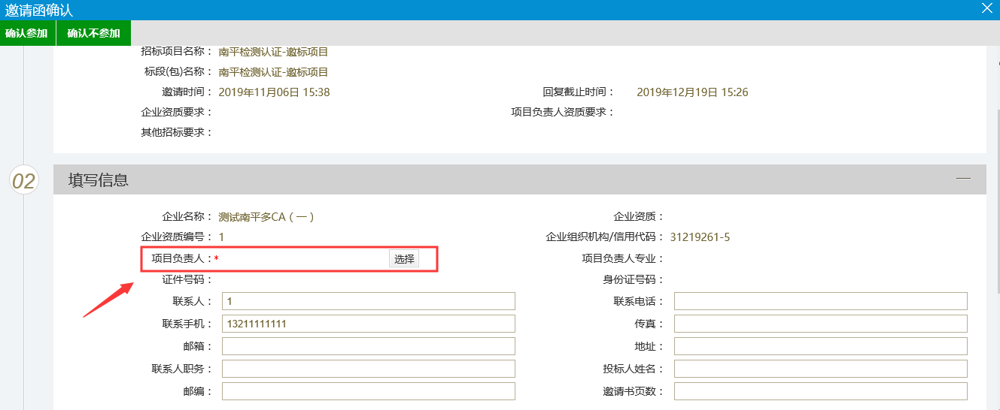 邀请函确认
确认参加 确认不参加
招标项目名称： 南平检测认证-邀标项目
标段(包)名称： 南平检测认证-邀标项目
邀请时间： 2019年11月06日 15:38 回复截止时间： 2019年12月19日 15:26
企业资质要求： 项目负责人资质要求：
其他招标要求：
02 填写信息
企业名称： 测试南平多CA（一） 企业资质：
企业资质编号： 1 企业组织机构/信用代码： 31219261-5
项目负责人：* 选择 项目负责人专业：
证件号码： 身份证号码：
联系人： 1 联系电话：
联系手机： 13211111111 传真：
邮箱： 地址：
联系人职务： 投标人姓名：
邮编： 邀请书页数：